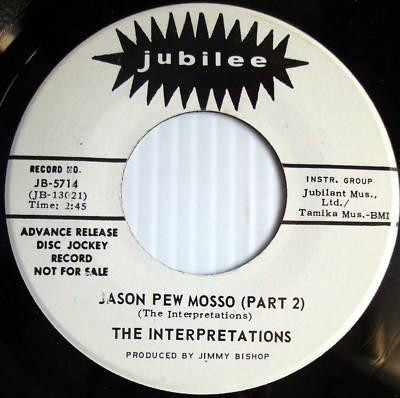 jubilee
RECORD NO.
JB-5714
(JB-13021)
Time: 2:45
INSTR. GROUP
Jubilant Mus.,
Ltd./
Tamika Mus.-BMI
ADVANCE RELEASE
DISC JOCKEY
RECORD
NOT FOR SALE
JASON PEW MOSSO (PART 2)
(The Interpretations)
THE INTERPRETATIONS
PRODUCED BY JIMMY BISHOP